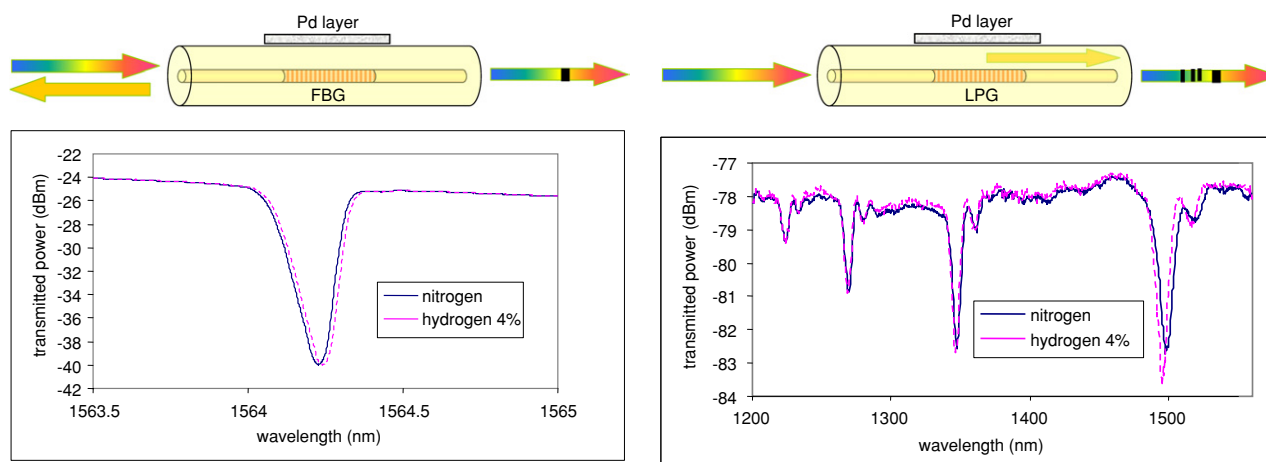 Pd layer
FBG
Pd layer
LPG
transmitted power (dBm)
-22
-24
-26
-28
-30
-32
-34
-36
-38
-40
-42
nitrogen
hydrogen 4%
1563.5 1564 1564.5 1565
wavelength (nm)
transmitted power (dBm)
-77
-78
-79
-80
-81
-82
-83
-84
nitrogen
hydrogen 4%
1200 1300 1400 1500
wavelength (nm)